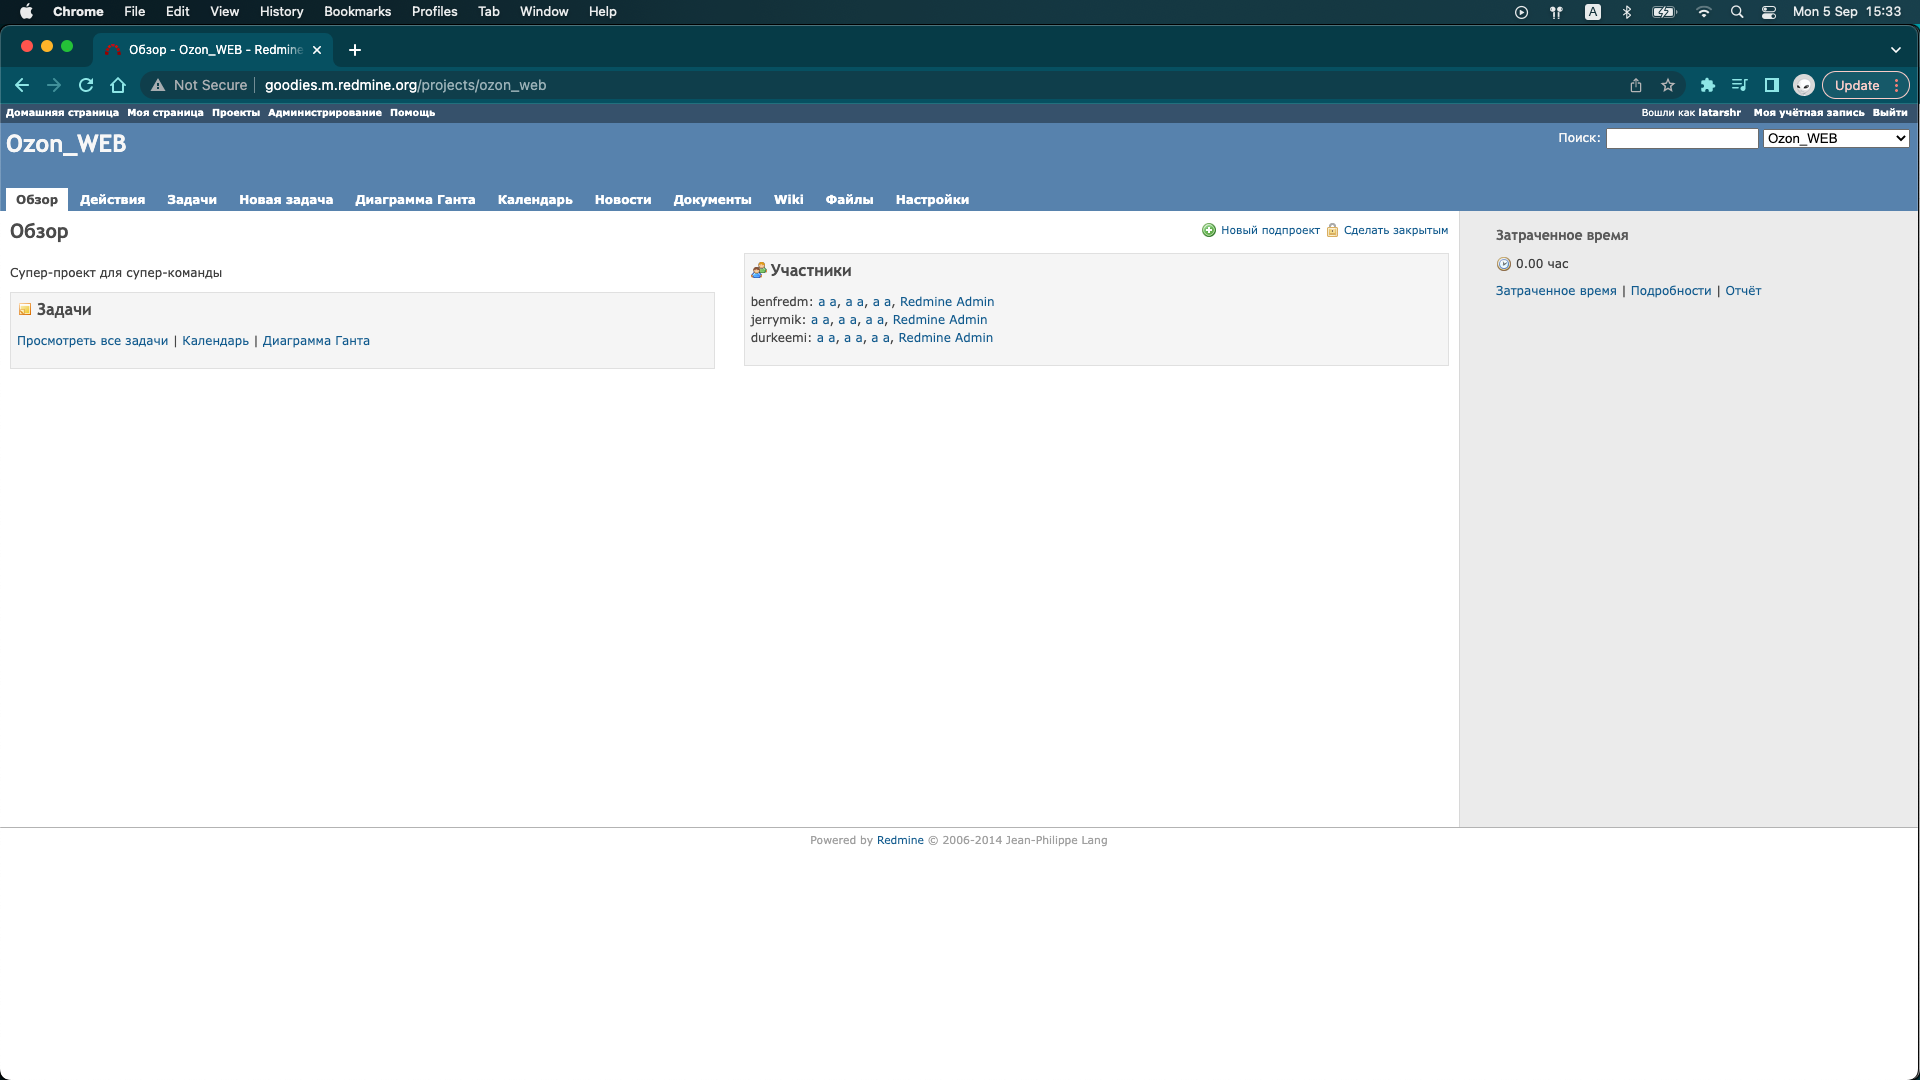 Chrome File Edit View History Bookmarks Profiles Tab Window Help A Mon 5 Sep 15:33
Обзор - Ozon_WEB - Redmine
Not Secure goodies.m.redmine.org/projects/ozon_web Update
Домашняя страница Моя страница Проекты Администрирование Помощь Вошли как latarshr Моя учётная запись Выйти
Ozon_WEB Поиск: Ozon_WEB
Обзор Действия Задачи Новая задача Диаграмма Ганта Календарь Новости Документы Wiki Файлы Настройки
Обзор
Новый подпроект Сделать закрытым
Супер-проект для супер-команды
Задачи
Просмотреть все задачи | Календарь | Диаграмма Ганта
Участники
benfredm: a a, a a, a a, Redmine Admin
jerrymik: a a, a a, a a, Redmine Admin
durkeemi: a a, a a, a a, Redmine Admin
Затраченное время
0.00 час
Затраченное время | Подробности | Отчёт
Powered by Redmine © 2006-2014 Jean-Philippe Lang